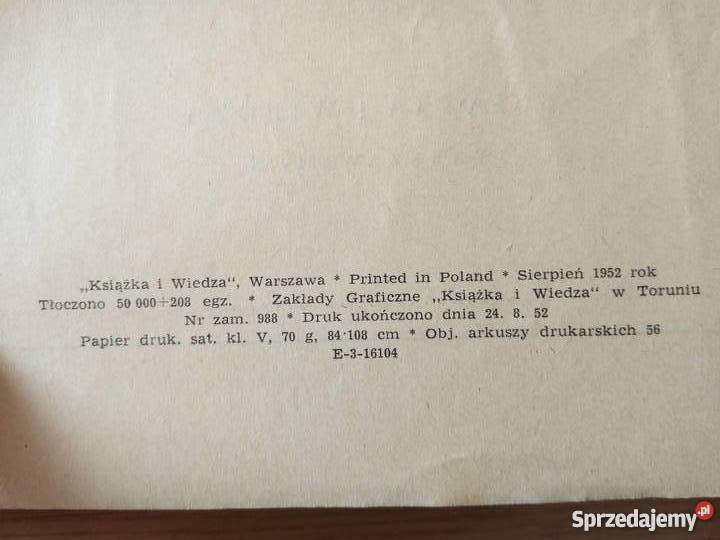 „Książka i Wiedza“, Warszawa * Printed in Poland * Sierpień 1952 rok
Tłoczono 50 000+208 egz. * Zakłady Graficzne „Książka i Wiedza“ w Toruniu
Nr zam. 988 * Druk ukończono dnia 24. 8. 52
Papier druk. sat. kl. V, 70 g, 84·108 cm * Obj. arkuszy drukarskich 56
E-3-16104
Sprzedajemy.pl